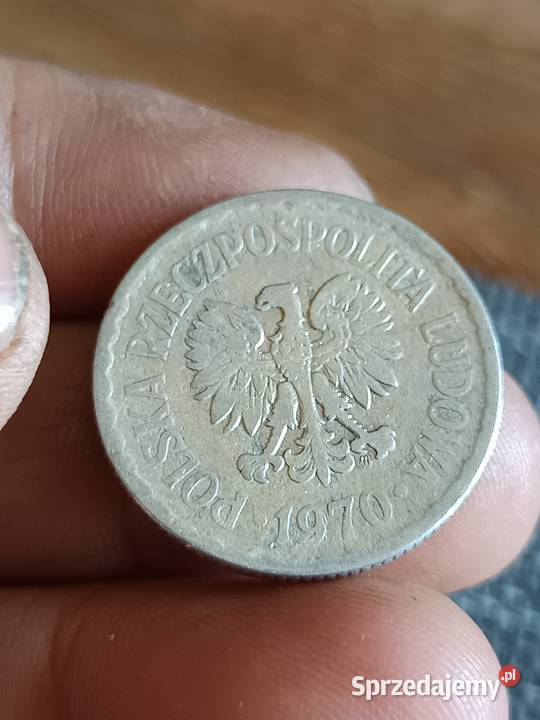 POLSKA RZECZPOSPOLITA LUDOWA
1970
Sprzedajemy.pl